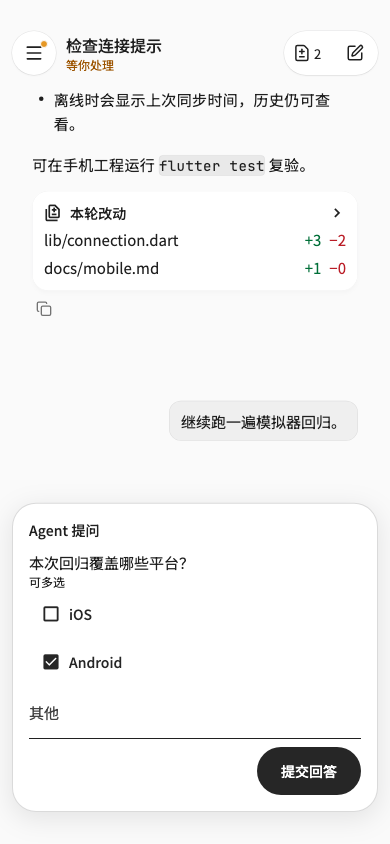 检查连接提示
等你处理
2
• 离线时会显示上次同步时间，历史仍可查
看。
可在手机工程运行 flutter test 复验。
本轮改动
lib/connection.dart +3 −2
docs/mobile.md +1 −0
继续跑一遍模拟器回归。
Agent 提问
本次回归覆盖哪些平台？
可多选
iOS
Android
其他
提交回答